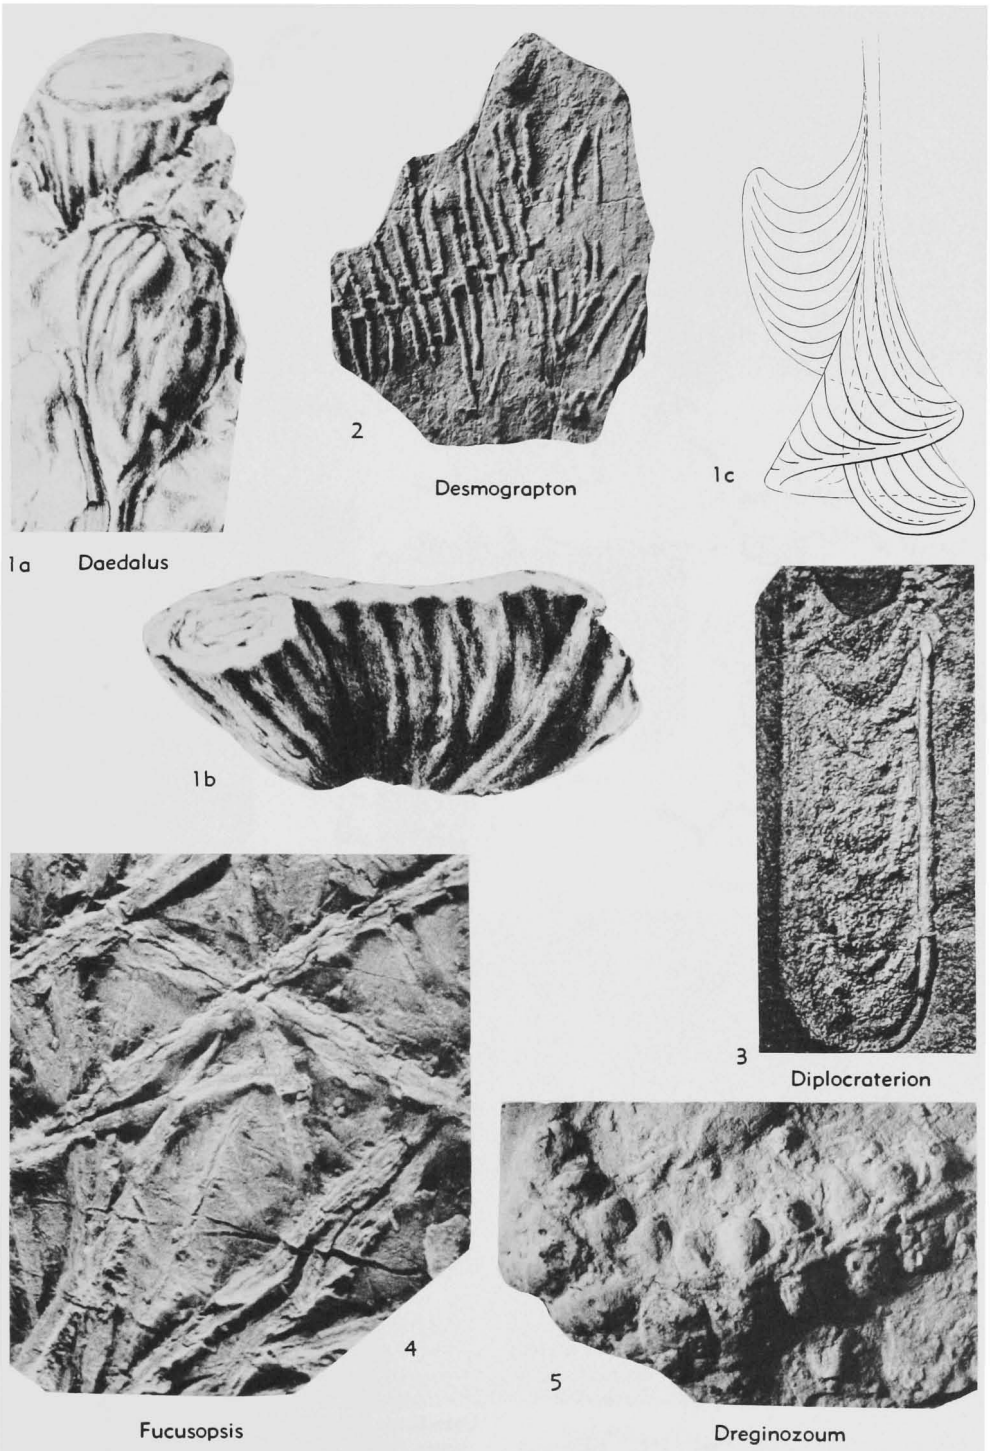 2
Desmograpton
1c
1a Daedalus
1b
3
Diplocraterion
4
5
Fucusopsis
Dreginozoum